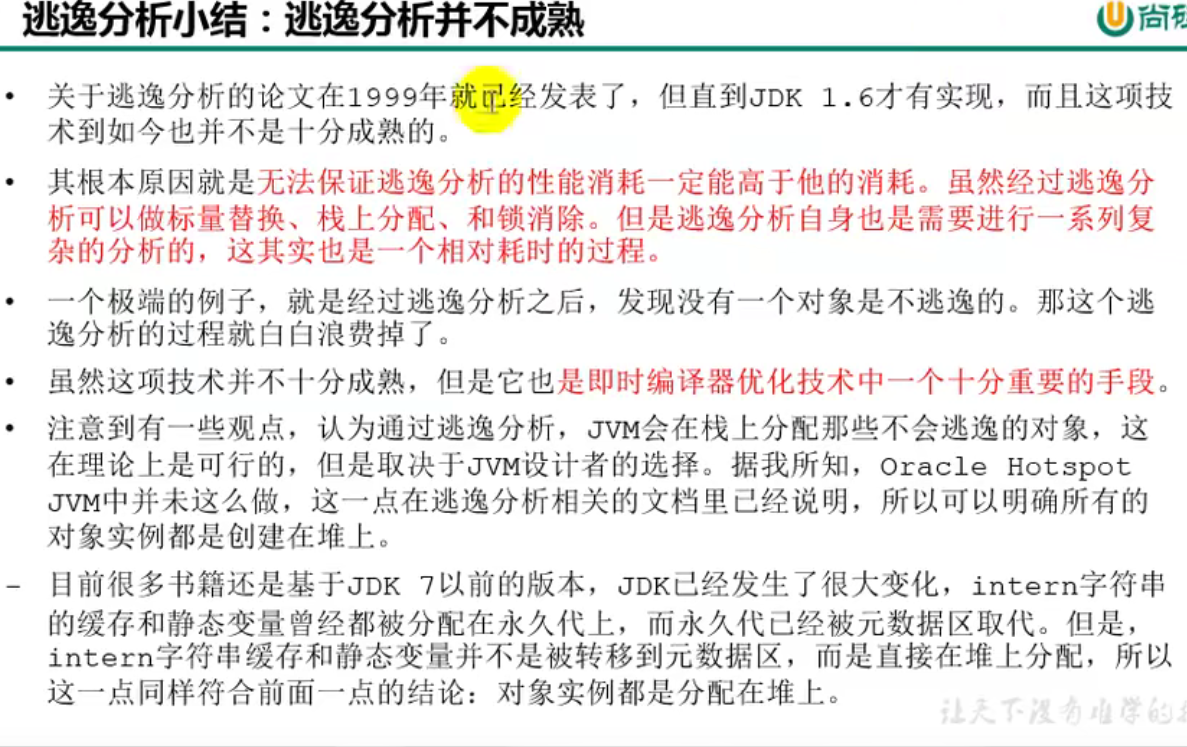 逃逸分析小结：逃逸分析并不成熟
尚硅
• 关于逃逸分析的论文在1999年就已经发表了，但直到JDK 1.6才有实现，而且这项技
术到如今也并不是十分成熟的。
• 其根本原因就是无法保证逃逸分析的性能消耗一定能高于他的消耗。虽然经过逃逸分
析可以做标量替换、栈上分配、和锁消除。但是逃逸分析自身也是需要进行一系列复
杂的分析的，这其实也是一个相对耗时的过程。
• 一个极端的例子，就是经过逃逸分析之后，发现没有一个对象是不逃逸的。那这个逃
逸分析的过程就白白浪费掉了。
• 虽然这项技术并不十分成熟，但是它也是即时编译器优化技术中一个十分重要的手段。
• 注意到有一些观点，认为通过逃逸分析，JVM会在栈上分配那些不会逃逸的对象，这
在理论上是可行的，但是取决于JVM设计者的选择。据我所知，Oracle Hotspot
JVM中并未这么做，这一点在逃逸分析相关的文档里已经说明，所以可以明确所有的
对象实例都是创建在堆上。
– 目前很多书籍还是基于JDK 7以前的版本，JDK已经发生了很大变化，intern字符串
的缓存和静态变量曾经都被分配在永久代上，而永久代已经被元数据区取代。但是，
intern字符串缓存和静态变量并不是被转移到元数据区，而是直接在堆上分配，所以
这一点同样符合前面一点的结论：对象实例都是分配在堆上。
让天下没有难学的技